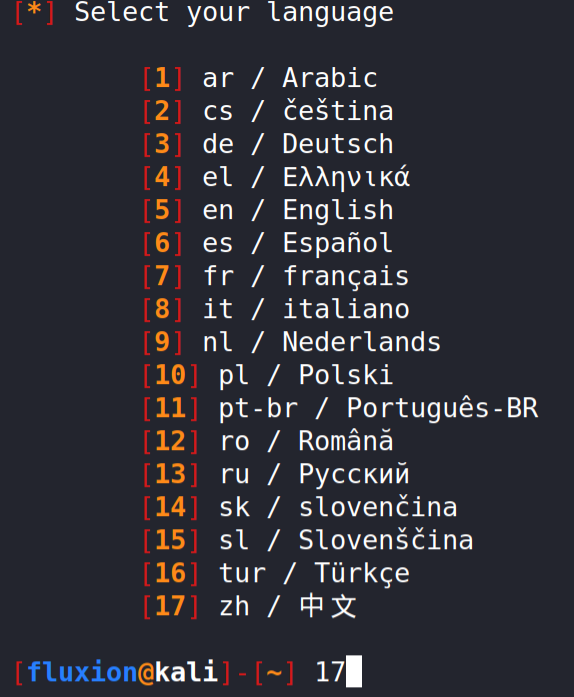 [*] Select your language
[1] ar / Arabic
[2] cs / čeština
[3] de / Deutsch
[4] el / Ελληνικά
[5] en / English
[6] es / Español
[7] fr / français
[8] it / italiano
[9] nl / Nederlands
[10] pl / Polski
[11] pt-br / Português-BR
[12] ro / Română
[13] ru / Русский
[14] sk / slovenčina
[15] sl / Slovenščina
[16] tur / Türkçe
[17] zh / 中文
[fluxion@kali]-[~] 17